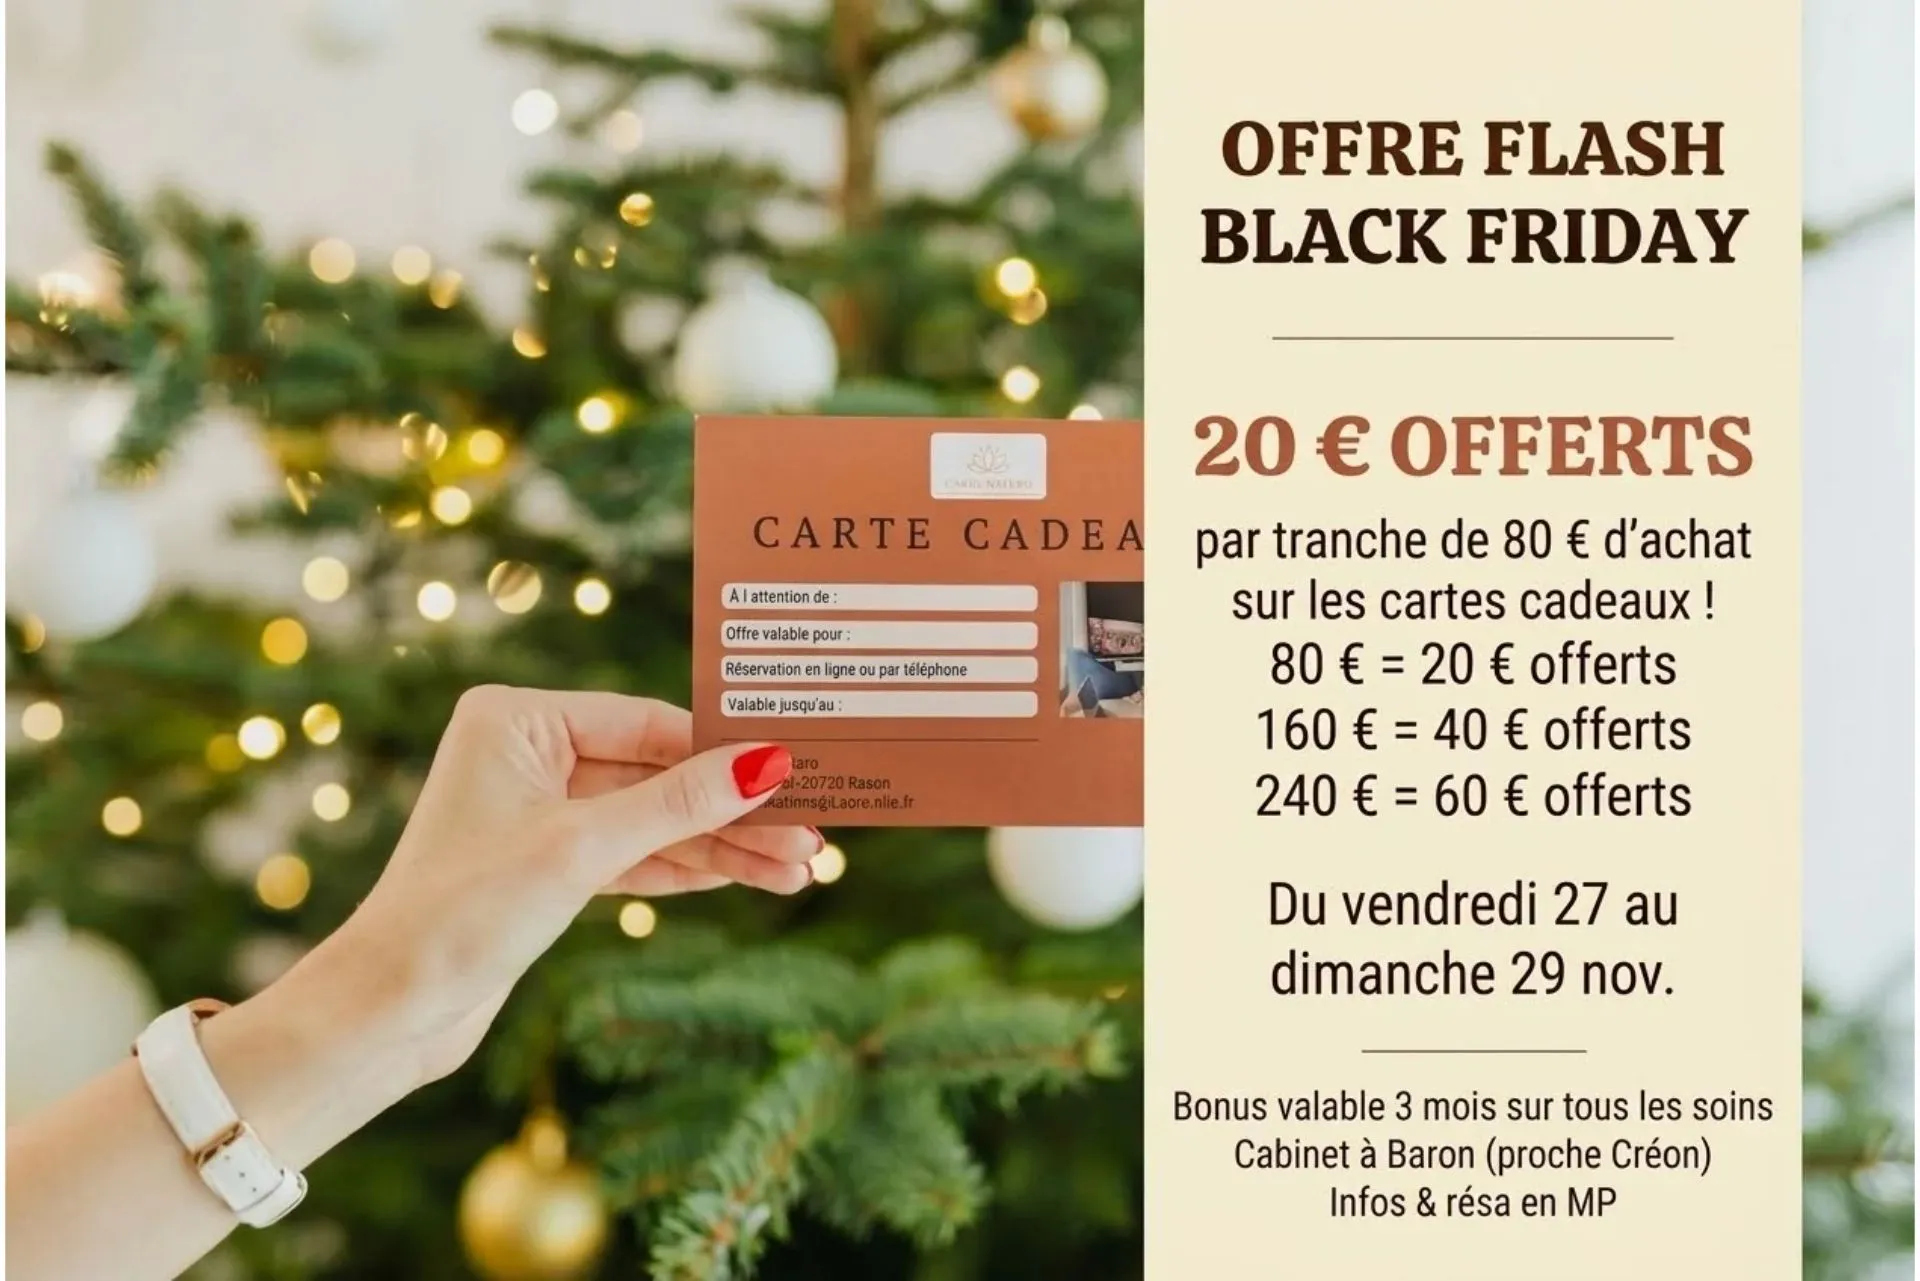 CARTE CADEA
A l attention de :
Offre valable pour :
Réservation en ligne ou par téléphone
Valable jusqu'au :
laro
-20720 Rason
OFFRE FLASH
BLACK FRIDAY
20 € OFFERTS
par tranche de 80 € d’achat
sur les cartes cadeaux !
80 € = 20 € offerts
160 € = 40 € offerts
240 € = 60 € offerts
Du vendredi 27 au
dimanche 29 nov.
Bonus valable 3 mois sur tous les soins
Cabinet à Baron (proche Créon)
Infos & résa en MP